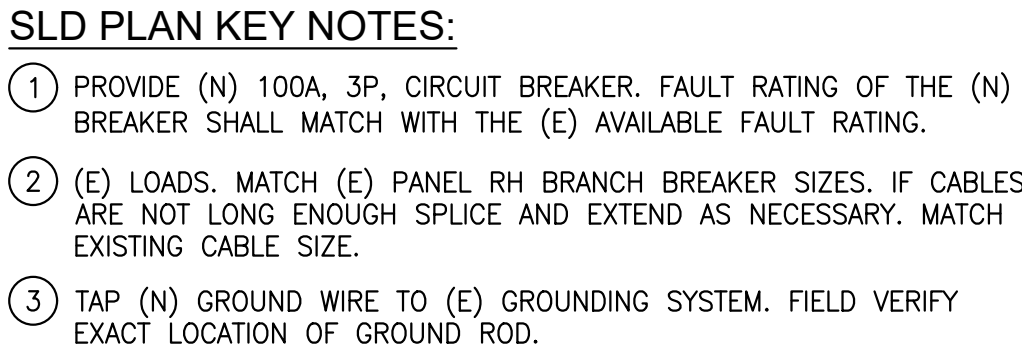 SLD PLAN KEY NOTES:
1 PROVIDE (N) 100A, 3P, CIRCUIT BREAKER. FAULT RATING OF THE (N)
BREAKER SHALL MATCH WITH THE (E) AVAILABLE FAULT RATING.
2 (E) LOADS. MATCH (E) PANEL RH BRANCH BREAKER SIZES. IF CABLES
ARE NOT LONG ENOUGH SPLICE AND EXTEND AS NECESSARY. MATCH
EXISTING CABLE SIZE.
3 TAP (N) GROUND WIRE TO (E) GROUNDING SYSTEM. FIELD VERIFY
EXACT LOCATION OF GROUND ROD.